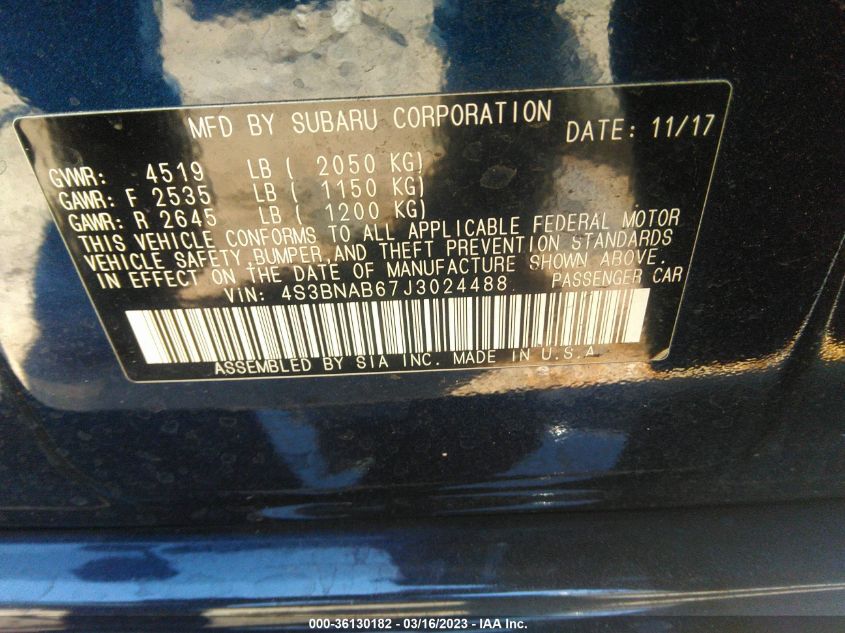 MFD BY SUBARU CORPORATION DATE: 11/17
GVWR: 4519 LB ( 2050 KG)
GAWR: F 2535 LB ( 1150 KG)
GAWR: R 2645 LB ( 1200 KG)
THIS VEHICLE CONFORMS TO ALL APPLICABLE FEDERAL MOTOR
VEHICLE SAFETY,BUMPER,AND THEFT PREVENTION STANDARDS
IN EFFECT ON THE DATE OF MANUFACTURE SHOWN ABOVE.
VIN: 4S3BNAB67J3024488 PASSENGER CAR
ASSEMBLED BY SIA INC. MADE IN U.S.A.
000-36130182 - 03/16/2023 - IAA Inc.